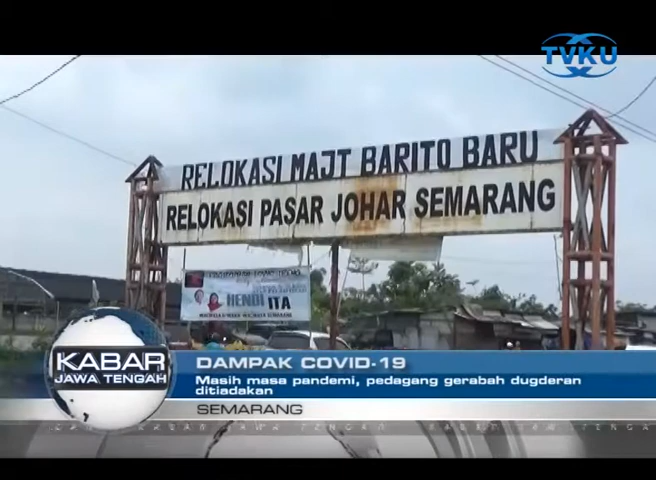 TVKU
RELOKASI MAJT BARITO BARU
RELOKASI PASAR JOHAR SEMARANG
HENDI ITA
KABAR
JAWA TENGAH
DAMPAK COVID-19
Masih masa pandemi, pedagang gerabah dugderan
ditiadakan
SEMARANG